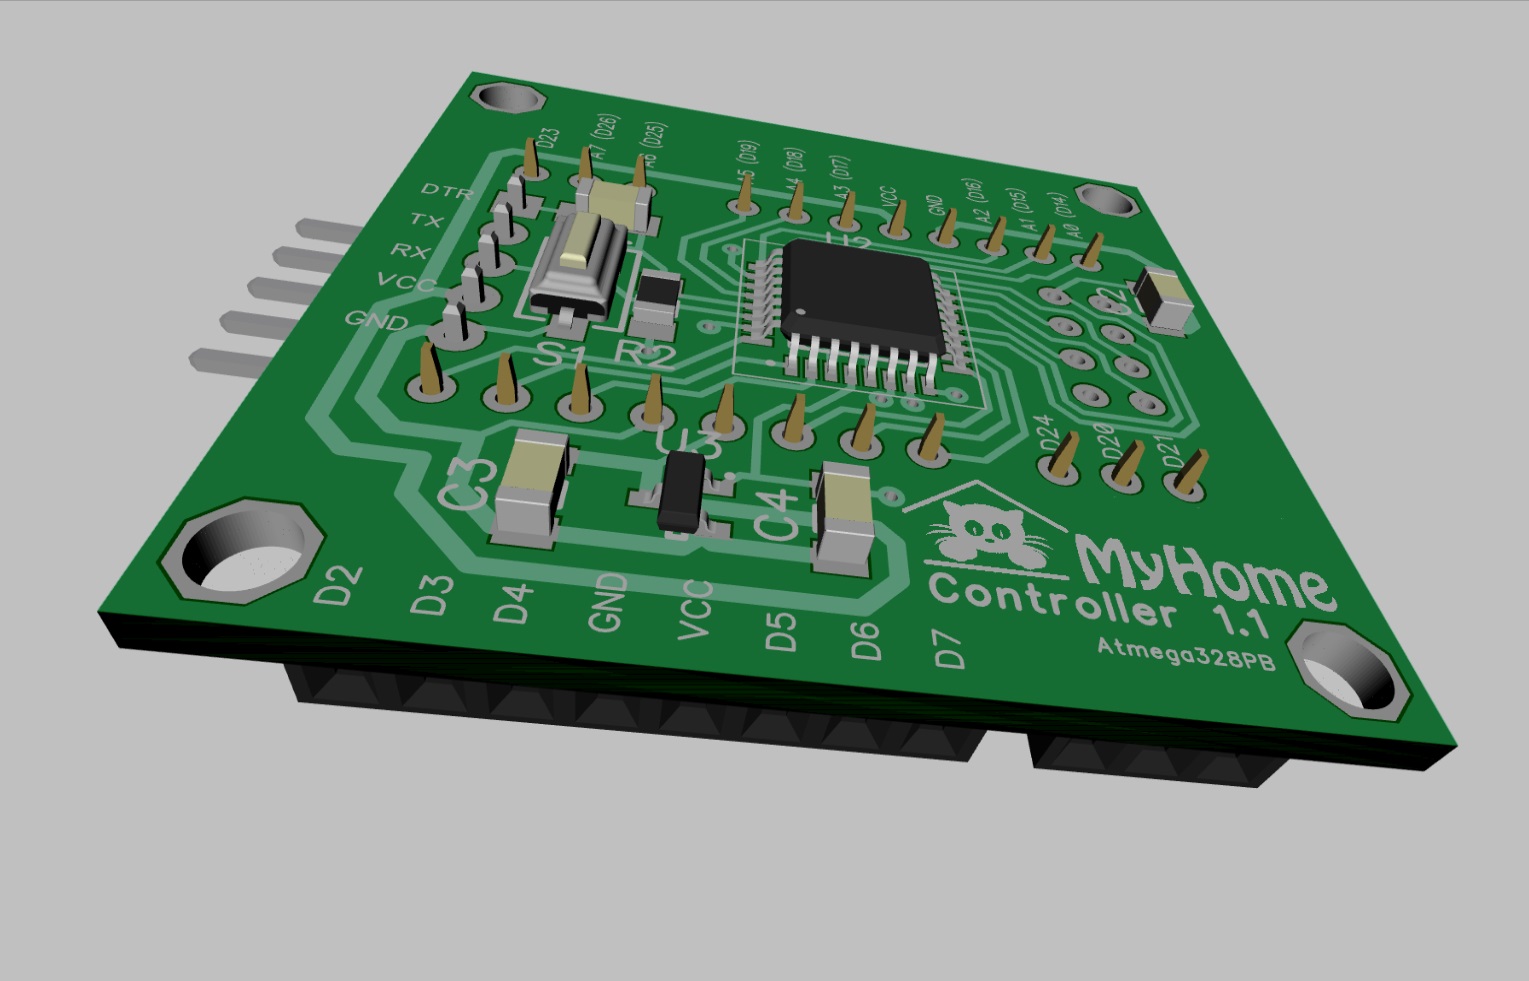 D23
A7 (D26)
A6 (D25)
A5 (D19)
A4 (D18)
A3 (D17)
VCC
GND
A2 (D16)
A1 (D15)
A0 (D14)
DTR
TX
RX
VCC
GND
U2
C2
S1
R2
U3
C3
C4
D24
D20
D21
MyHome
Controller 1.1
Atmega328PB
D2
D3
D4
GND
VCC
D5
D6
D7